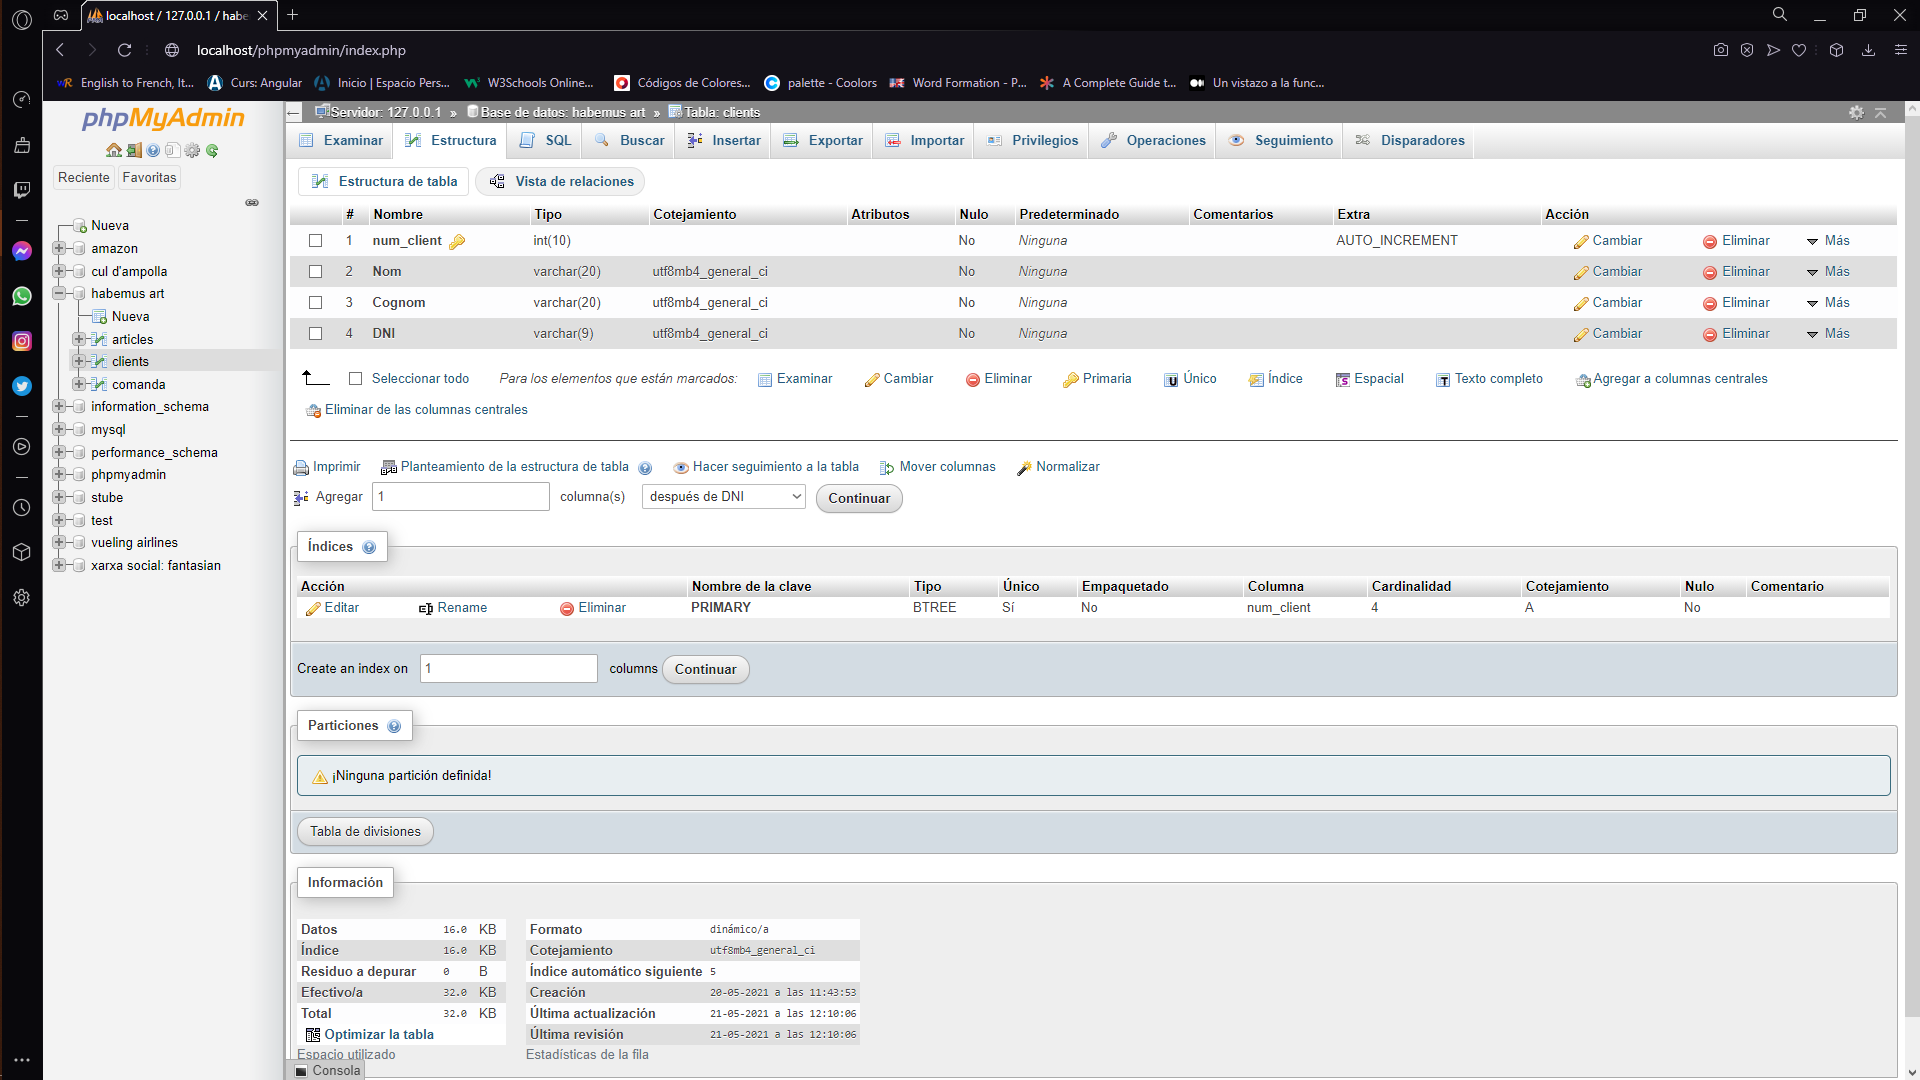 localhost / 127.0.0.1 / habe
localhost/phpmyadmin/index.php
English to French, It... Curs: Angular Inicio | Espacio Pers... W3Schools Online... Códigos de Colores... palette - Coolors Word Formation - P... A Complete Guide t... Un vistazo a la func...
phpMyAdmin
Reciente Favoritas
Nueva
amazon
cul d'ampolla
habemus art
Nueva
articles
clients
comanda
information_schema
mysql
performance_schema
phpmyadmin
stube
test
vueling airlines
xarxa social: fantasian
Servidor: 127.0.0.1 » Base de datos: habemus art » Tabla: clients
Examinar Estructura SQL Buscar Insertar Exportar Importar Privilegios Operaciones Seguimiento Disparadores
Estructura de tabla Vista de relaciones
# Nombre Tipo Cotejamiento Atributos Nulo Predeterminado Comentarios Extra Acción
1 num_client int(10) No Ninguna AUTO_INCREMENT Cambiar Eliminar Más
2 Nom varchar(20) utf8mb4_general_ci No Ninguna Cambiar Eliminar Más
3 Cognom varchar(20) utf8mb4_general_ci No Ninguna Cambiar Eliminar Más
4 DNI varchar(9) utf8mb4_general_ci No Ninguna Cambiar Eliminar Más
Seleccionar todo Para los elementos que están marcados: Examinar Cambiar Eliminar Primaria Único Índice Espacial Texto completo Agregar a columnas centrales
Eliminar de las columnas centrales
Imprimir Planteamiento de la estructura de tabla Hacer seguimiento a la tabla Mover columnas Normalizar
Agregar 1 columna(s) después de DNI Continuar
Índices
Acción Nombre de la clave Tipo Único Empaquetado Columna Cardinalidad Cotejamiento Nulo Comentario
Editar Rename Eliminar PRIMARY BTREE Sí No num_client 4 A No
Create an index on 1 columns Continuar
Particiones
¡Ninguna partición definida!
Tabla de divisiones
Información
Datos 16.0 KB
Índice 16.0 KB
Residuo a depurar 0 B
Efectivo/a 32.0 KB
Total 32.0 KB
Optimizar la tabla
Espacio utilizado
Formato dinámico/a
Cotejamiento utf8mb4_general_ci
Índice automático siguiente 5
Creación 20-05-2021 a las 11:43:53
Última actualización 21-05-2021 a las 12:10:06
Última revisión 21-05-2021 a las 12:10:06
Estadísticas de la fila
Consola